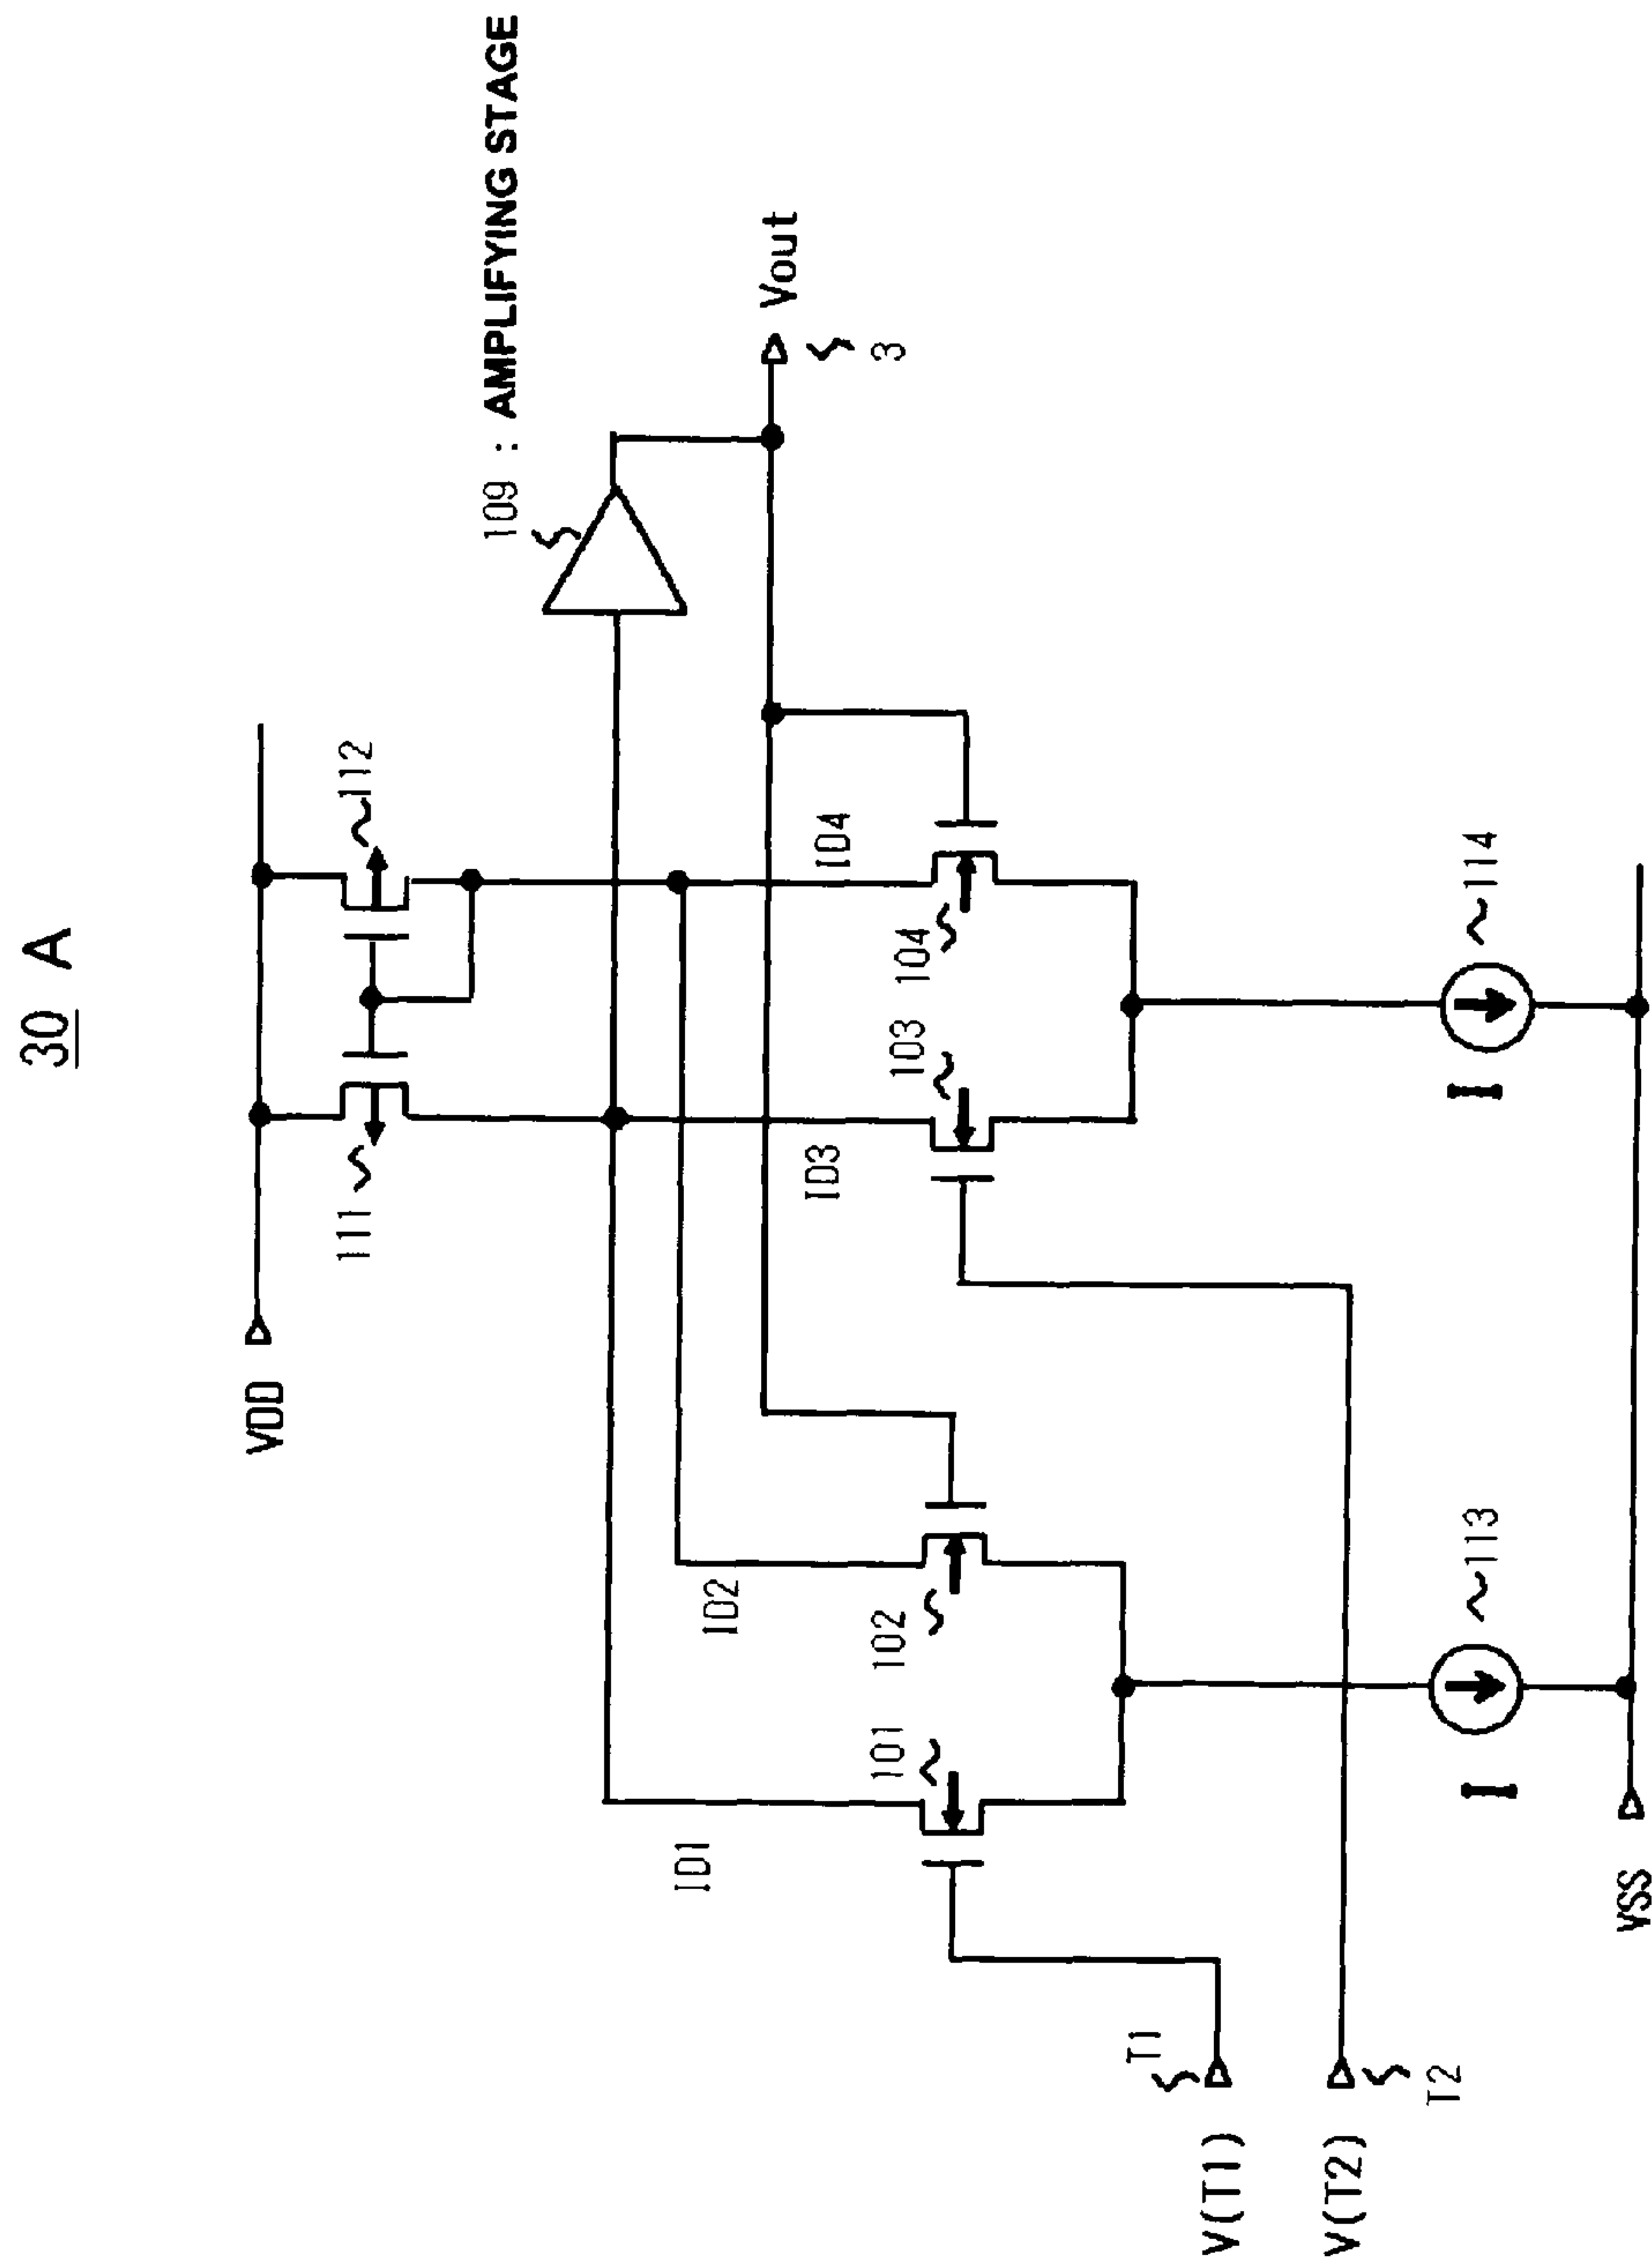 30 A
VDD
111
112
109 : AMPLIFYING STAGE
Vout
3
ID1
ID2
ID3
ID4
101
102
103
104
T1
V(T1)
V(T2)
T2
I
113
I
114
VSS